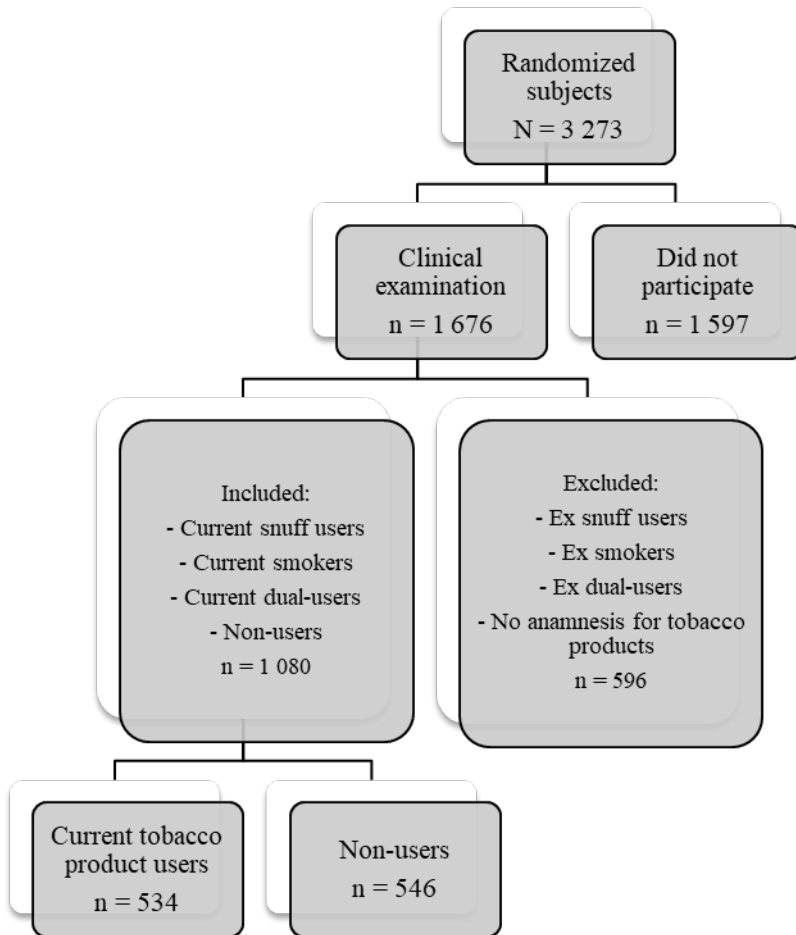 Randomized
subjects
N = 3 273
Clinical
examination
n = 1 676
Did not
participate
n = 1 597
Included:
- Current snuff users
- Current smokers
- Current dual-users
- Non-users
n = 1 080
Excluded:
- Ex snuff users
- Ex smokers
- Ex dual-users
- No anamnesis for tobacco
products
n = 596
Current tobacco
product users
n = 534
Non-users
n = 546